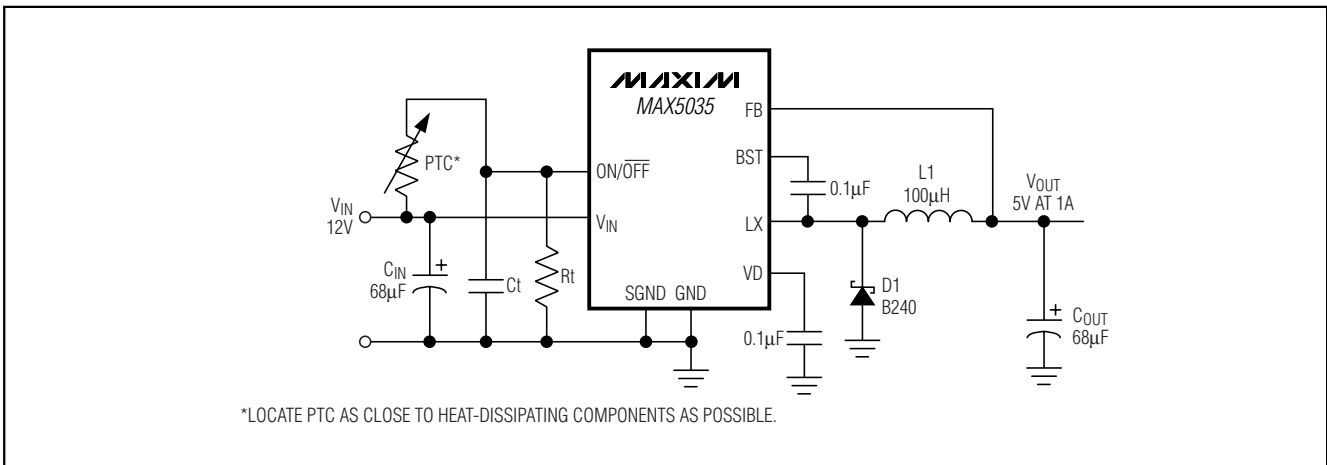 MAXIM
MAX5035
FB
BST
ON/OFF
LX
VIN
VD
SGND GND
PTC*
VIN
12V
CIN
68µF
+
Ct
Rt
0.1µF
L1
100µH
VOUT
5V AT 1A
D1
B240
0.1µF
+
COUT
68µF
*LOCATE PTC AS CLOSE TO HEAT-DISSIPATING COMPONENTS AS POSSIBLE.